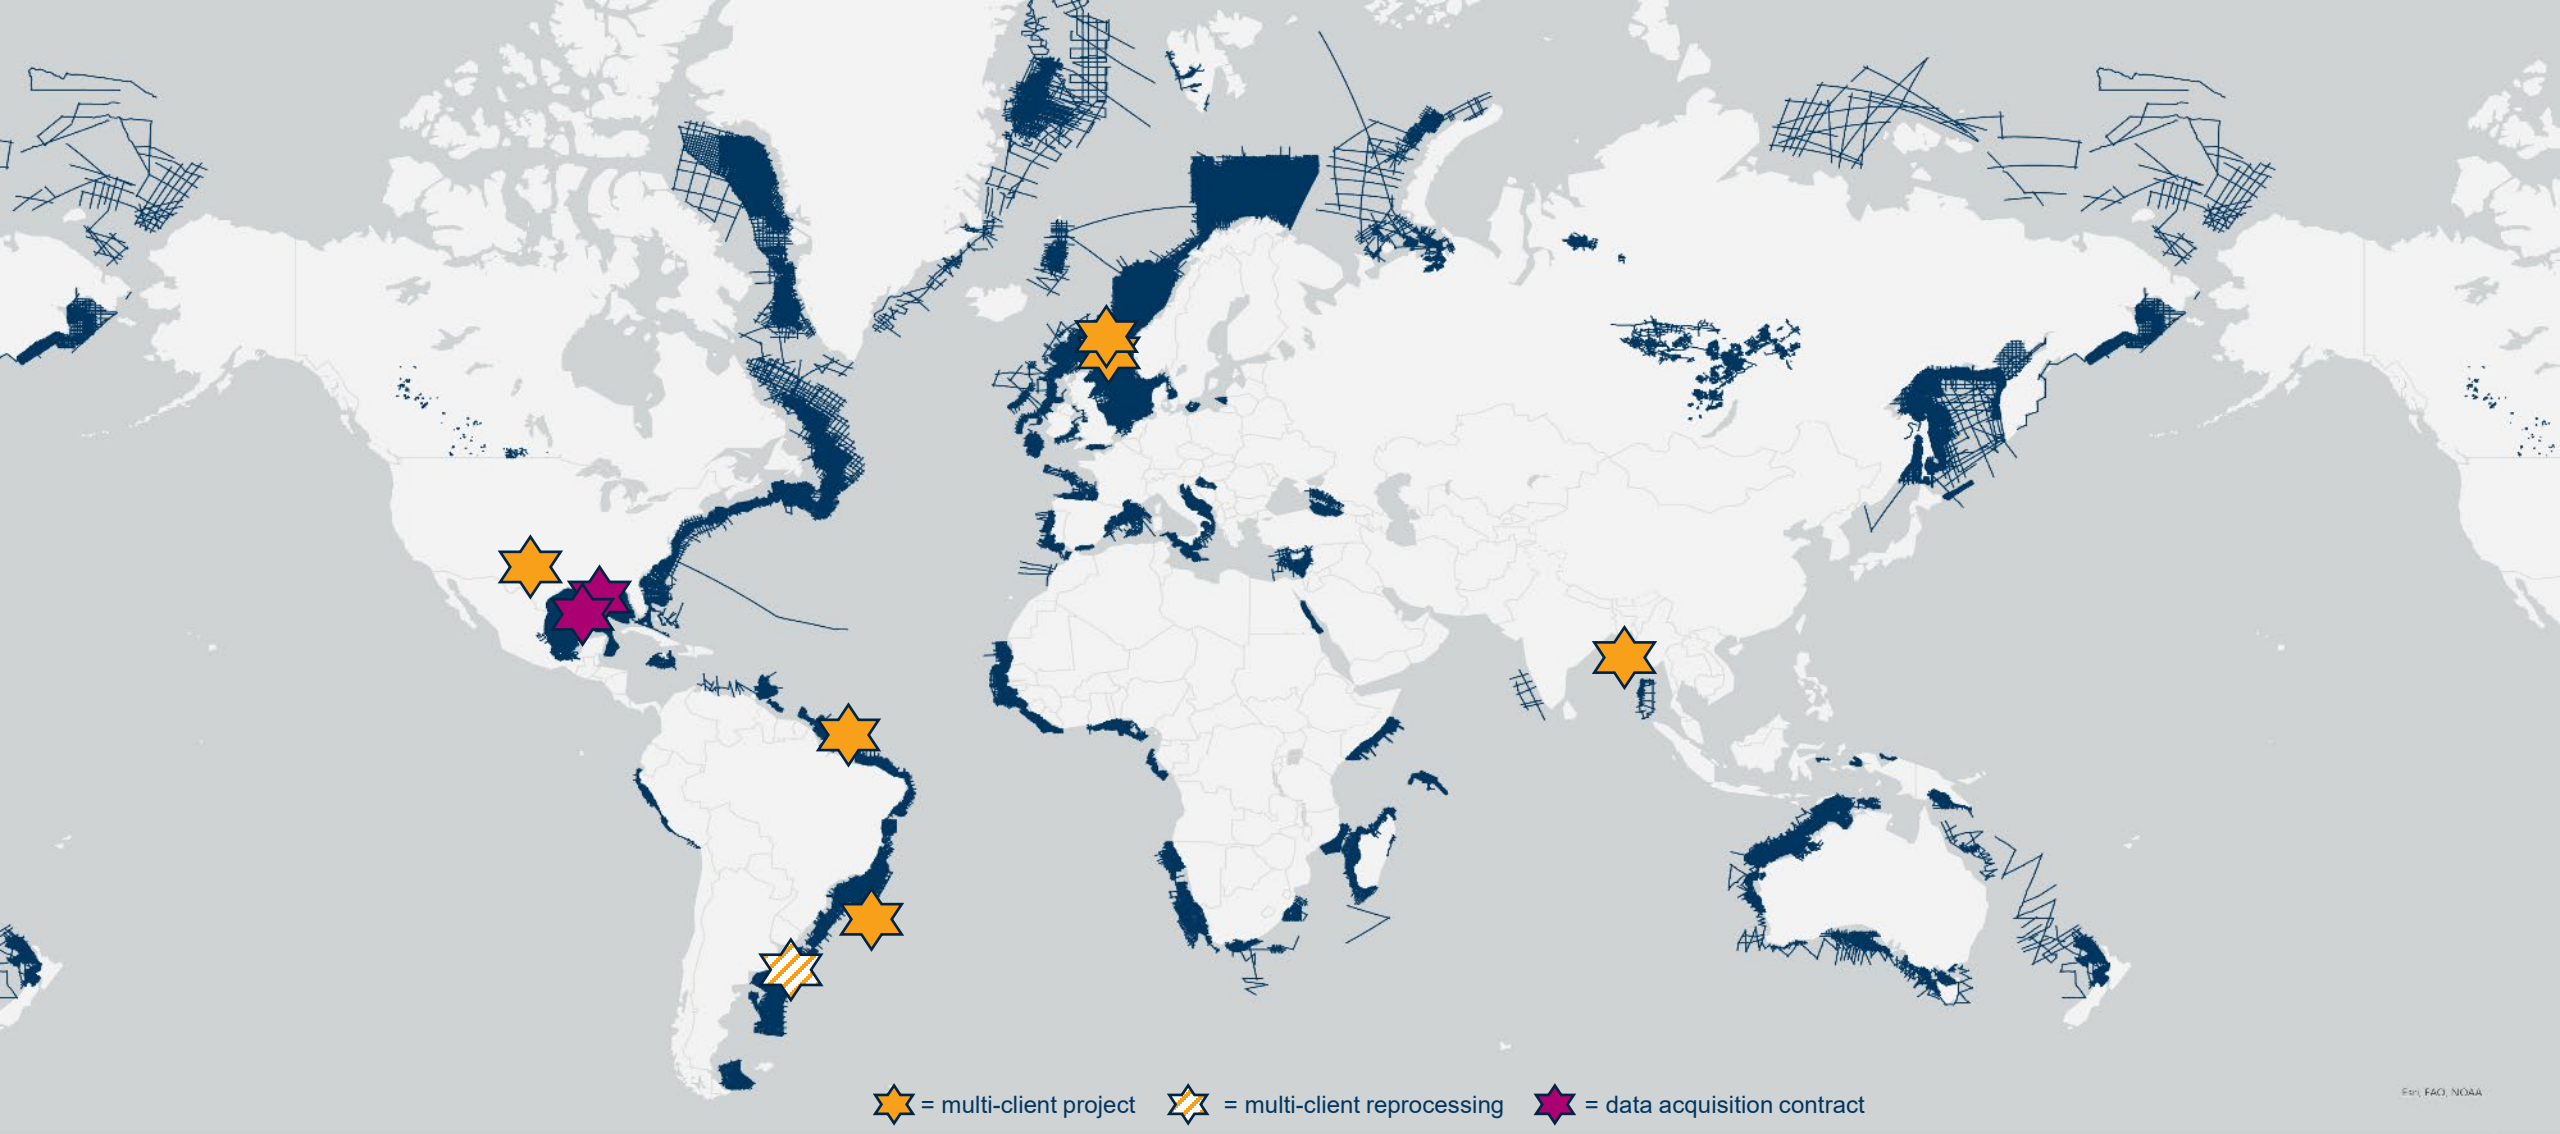 = multi-client project = multi-client reprocessing = data acquisition contract
Esri, FAO, NOAA